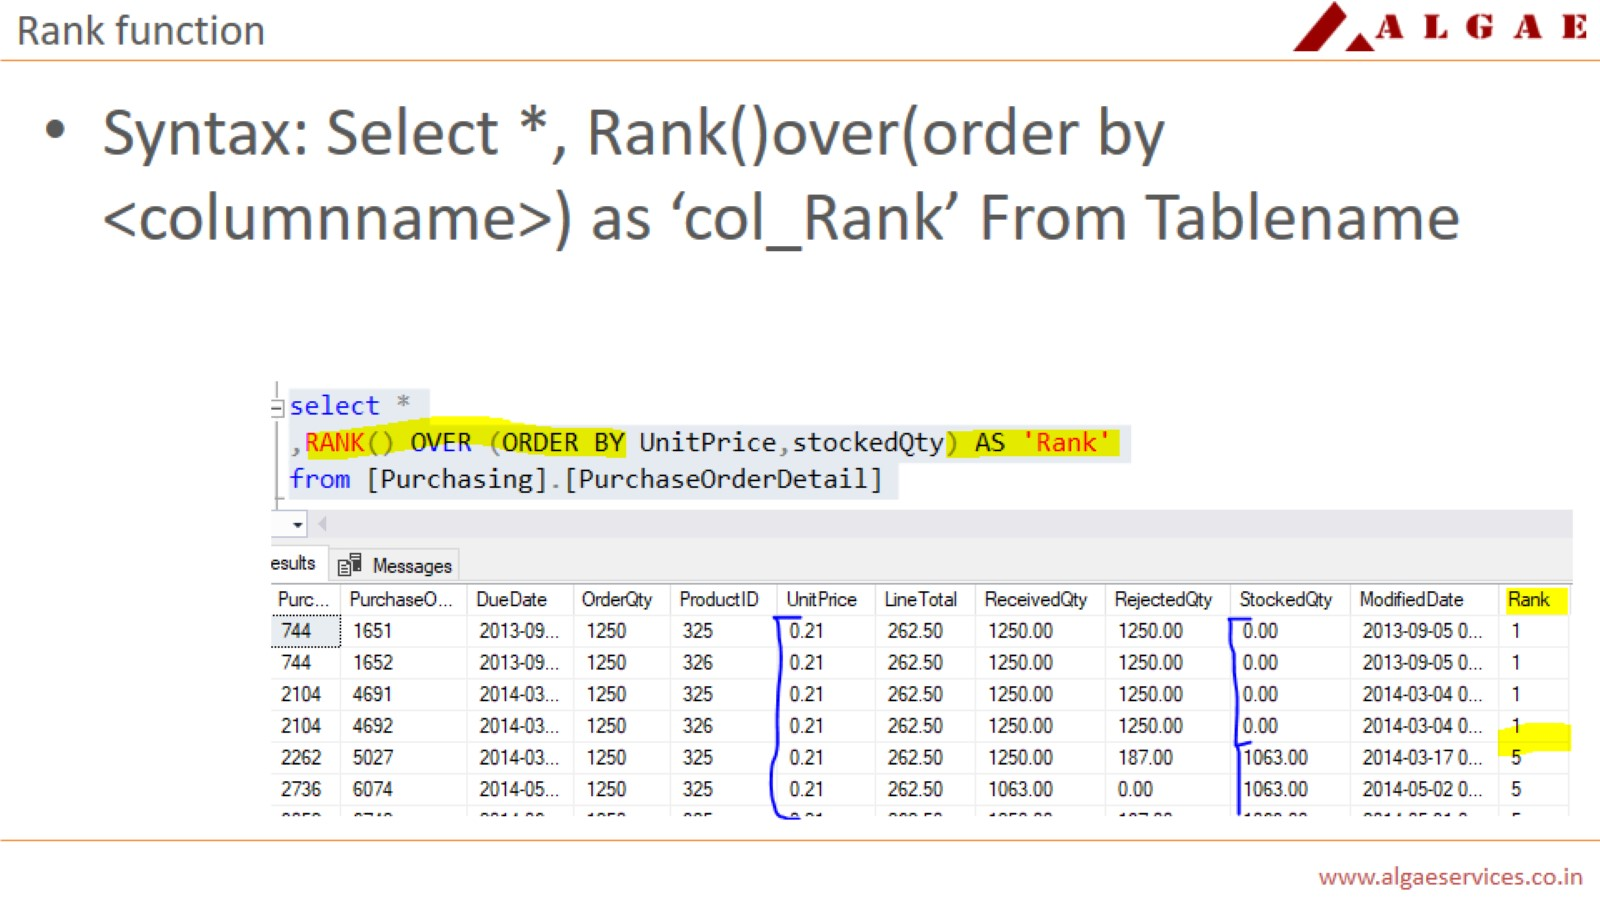 Rank function
ALGAE
• Syntax: Select *, Rank()over(order by
<columnname>) as ‘col_Rank’ From Tablename
select *
,RANK() OVER (ORDER BY UnitPrice,stockedQty) AS 'Rank'
from [Purchasing].[PurchaseOrderDetail]
esults Messages
Purc... PurchaseO... DueDate OrderQty ProductID UnitPrice LineTotal ReceivedQty RejectedQty StockedQty ModifiedDate Rank
744 1651 2013-09... 1250 325 0.21 262.50 1250.00 1250.00 0.00 2013-09-05 0... 1
744 1652 2013-09... 1250 326 0.21 262.50 1250.00 1250.00 0.00 2013-09-05 0... 1
2104 4691 2014-03... 1250 325 0.21 262.50 1250.00 1250.00 0.00 2014-03-04 0... 1
2104 4692 2014-03... 1250 326 0.21 262.50 1250.00 1250.00 0.00 2014-03-04 0... 1
2262 5027 2014-03... 1250 325 0.21 262.50 1250.00 187.00 1063.00 2014-03-17 0... 5
2736 6074 2014-05... 1250 325 0.21 262.50 1063.00 0.00 1063.00 2014-05-02 0... 5
www.algaeservices.co.in